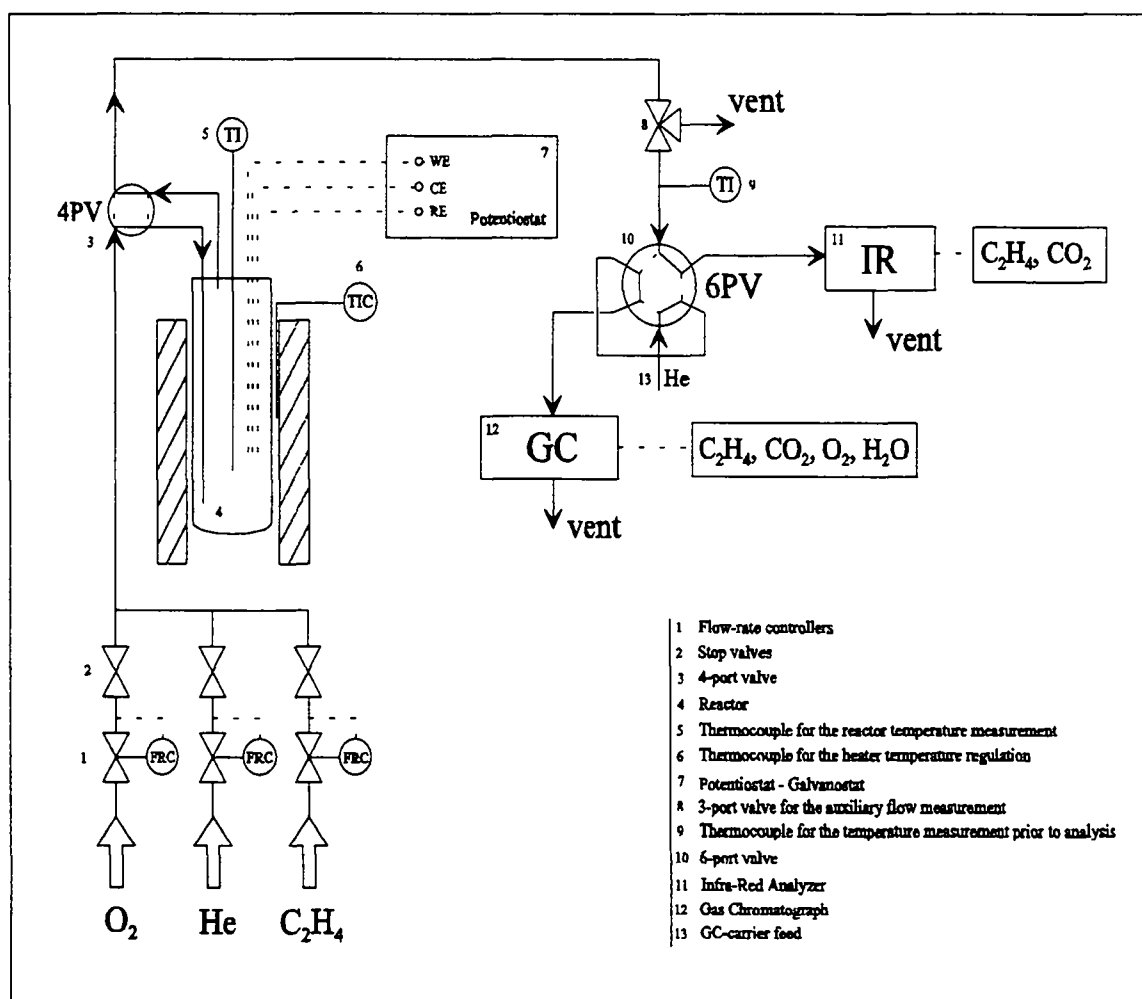 vent
8
5 TI
7
WE
CE
RE
Potentiostat
TI 9
4PV
3
10
6PV
11
IR
C₂H₄, CO₂
vent
6
TIC
13 He
12
GC
C₂H₄, CO₂, O₂, H₂O
vent
4
2
1 FRC FRC FRC
O₂ He C₂H₄
1 Flow-rate controllers
2 Stop valves
3 4-port valve
4 Reactor
5 Thermocouple for the reactor temperature measurement
6 Thermocouple for the heater temperature regulation
7 Potentiostat - Galvanostat
8 3-port valve for the auxiliary flow measurement
9 Thermocouple for the temperature measurement prior to analysis
10 6-port valve
11 Infra-Red Analyzer
12 Gas Chromatograph
13 GC-carrier feed